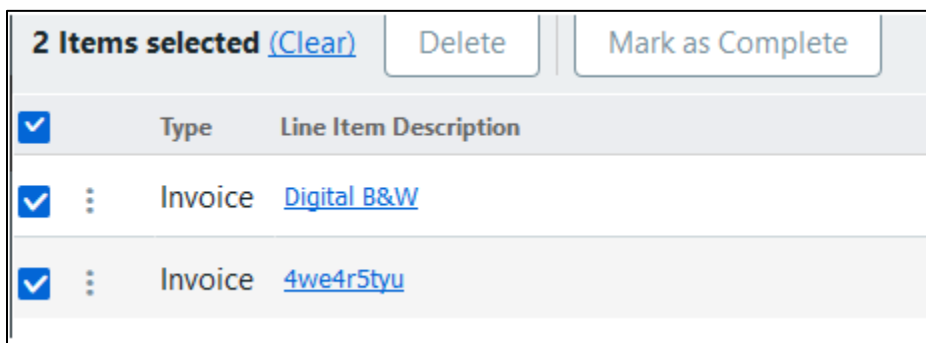 2 Items selected (Clear) Delete Mark as Complete
Type Line Item Description
Invoice Digital B&W
Invoice 4we4r5tyu